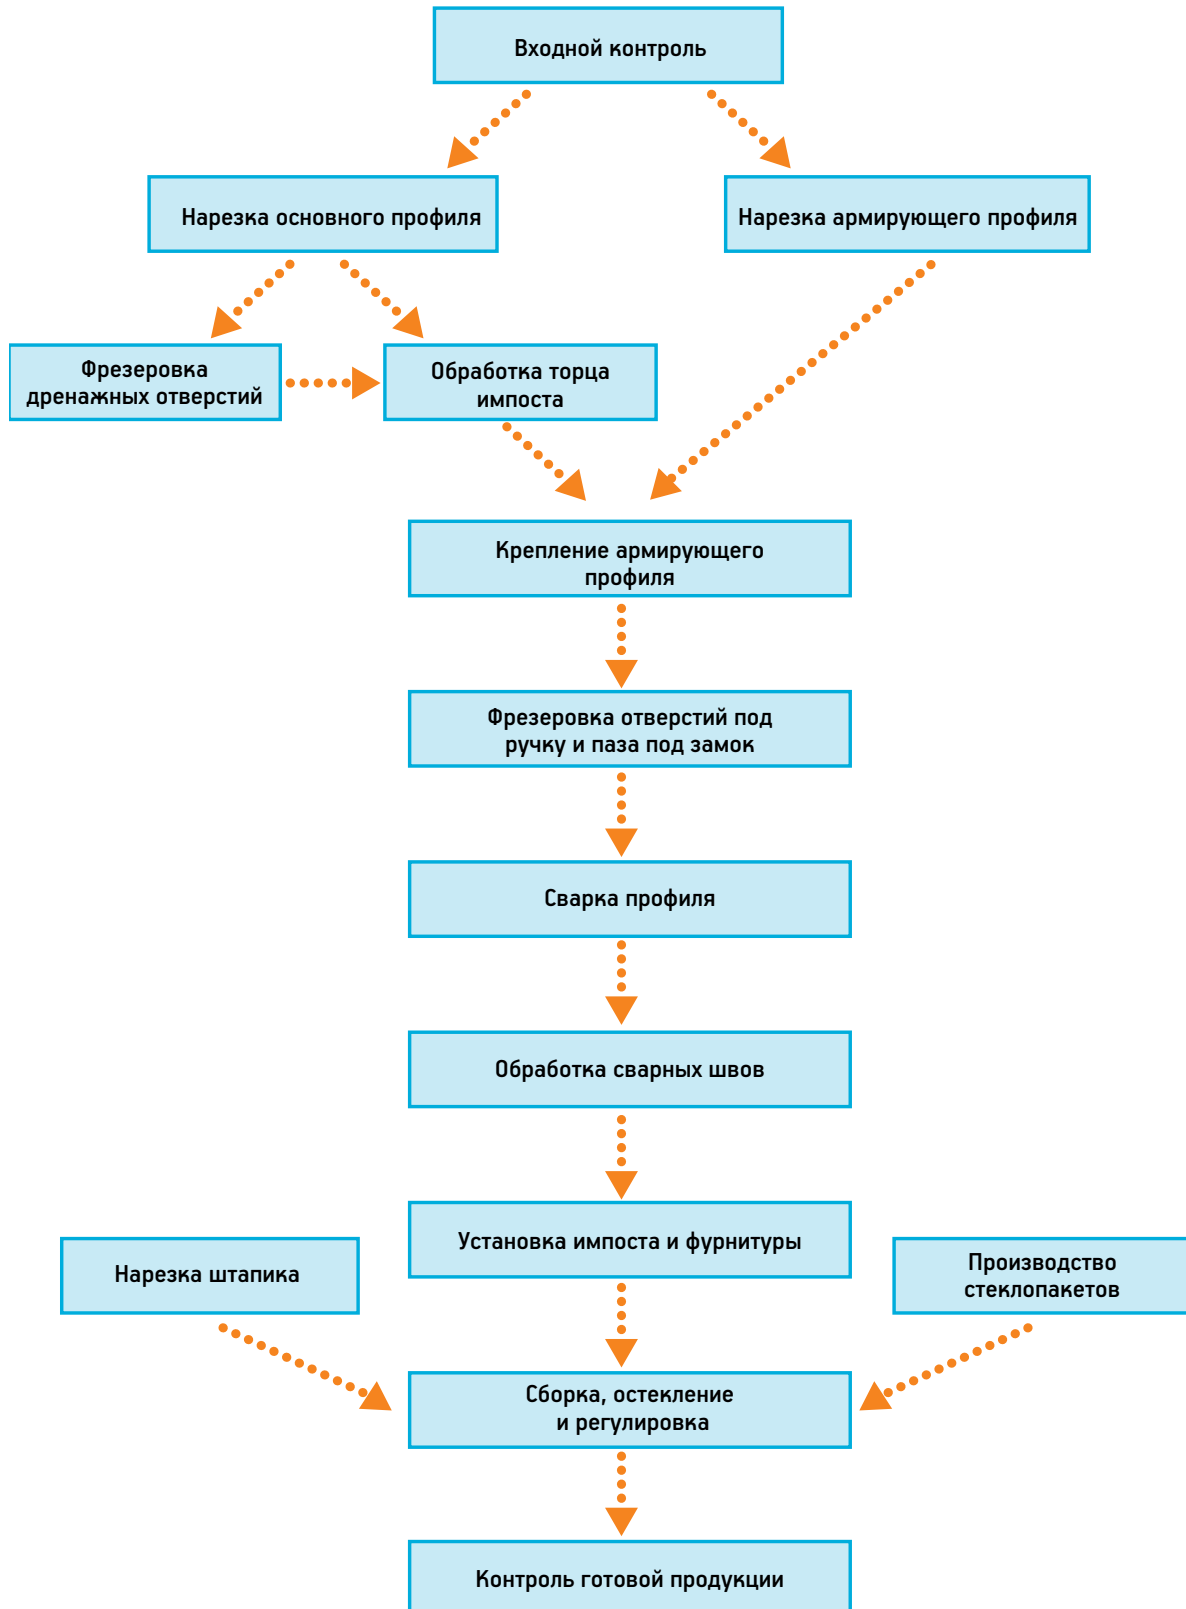 Входной контроль
Нарезка основного профиля
Нарезка армирующего профиля
Фрезеровка
дренажных отверстий
Обработка торца
импоста
Крепление армирующего
профиля
Фрезеровка отверстий под
ручку и паза под замок
Сварка профиля
Обработка сварных швов
Установка импоста и фурнитуры
Нарезка штапика
Производство
стеклопакетов
Сборка, остекление
и регулировка
Контроль готовой продукции